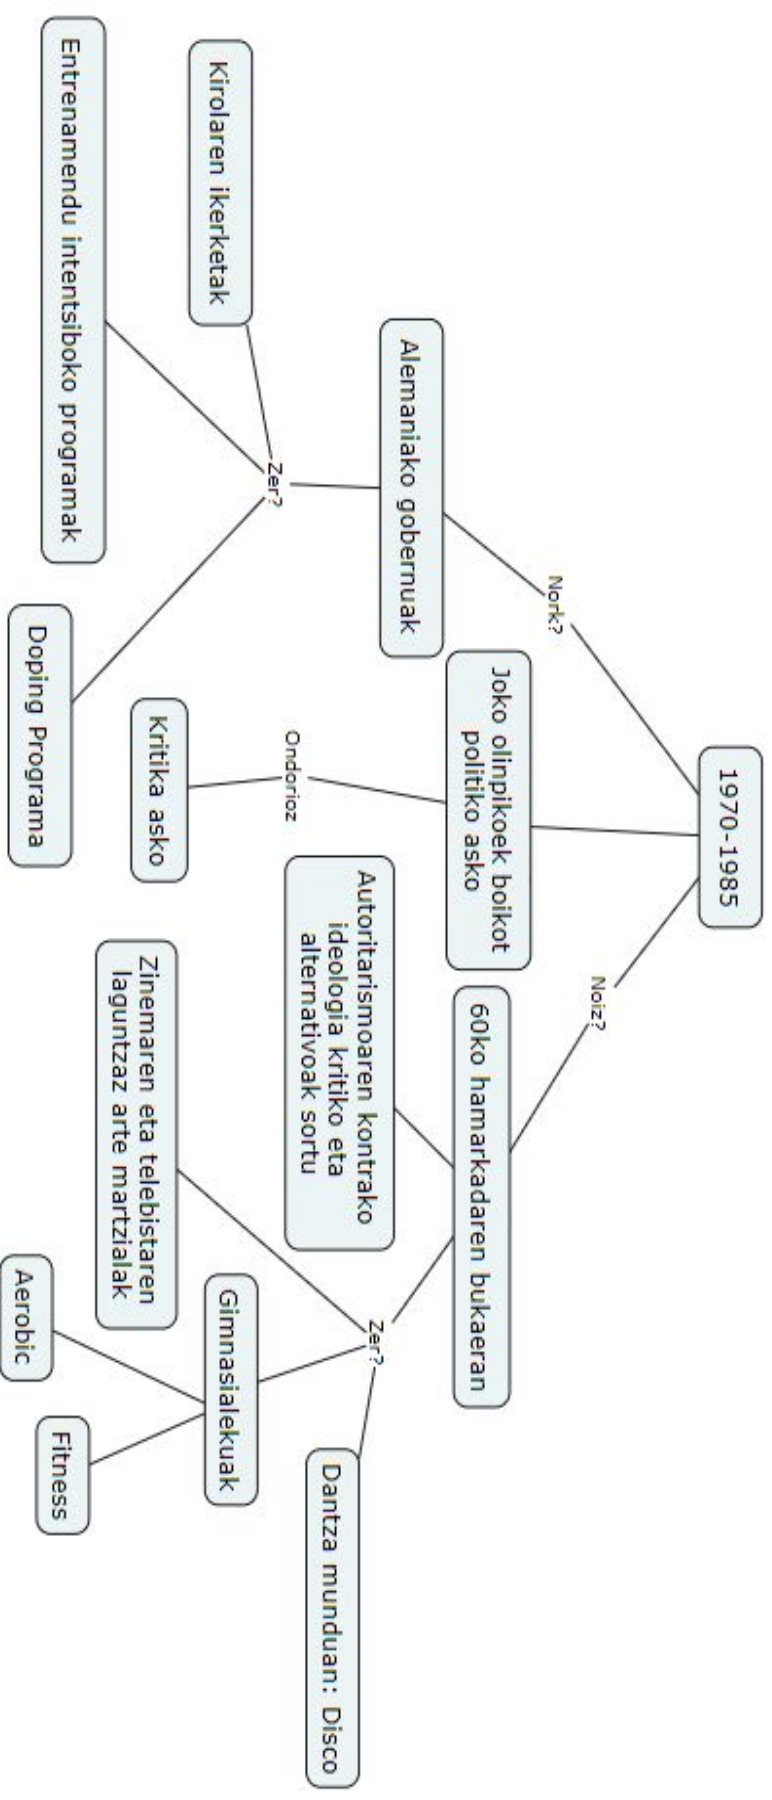 1970-1985
Nork?
Noiz?
Alemaniako gobernuak
Joko olinpikoek boikot
politiko asko
60ko hamarkadaren bukaeran
Zer?
Kirolaren ikerketak
Entrenamendu intentsiboko programak
Doping Programa
Ondorioz
Kritika asko
Autoritarismoaren kontrako
ideologia kritiko eta
alternativoak sortu
Zer?
Zinemaren eta telebistaren
laguntzaz arte martzialak
Gimnasialekuak
Dantza munduan: Disco
Aerobic
Fitness